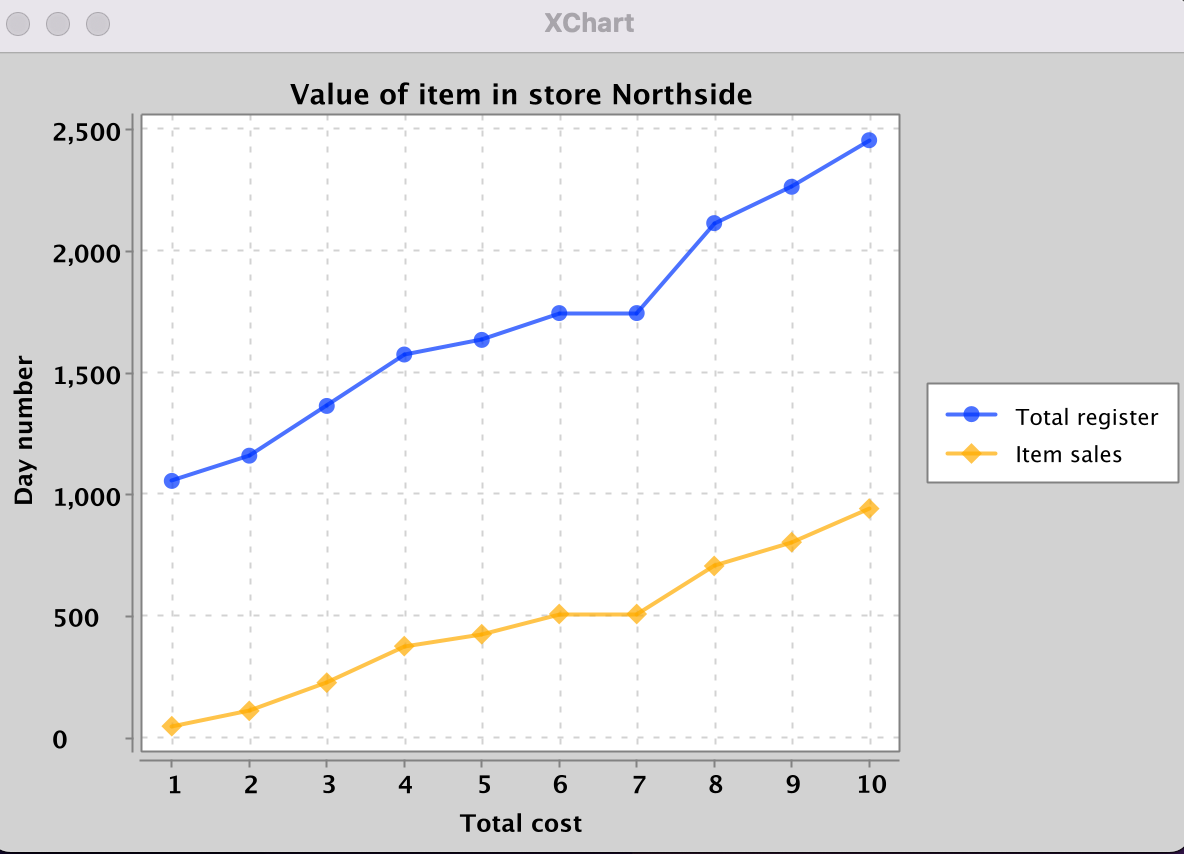 XChart
Value of item in store Northside
2,500
2,000
1,500
1,000
500
0
Day number
1 2 3 4 5 6 7 8 9 10
Total cost
Total register
Item sales